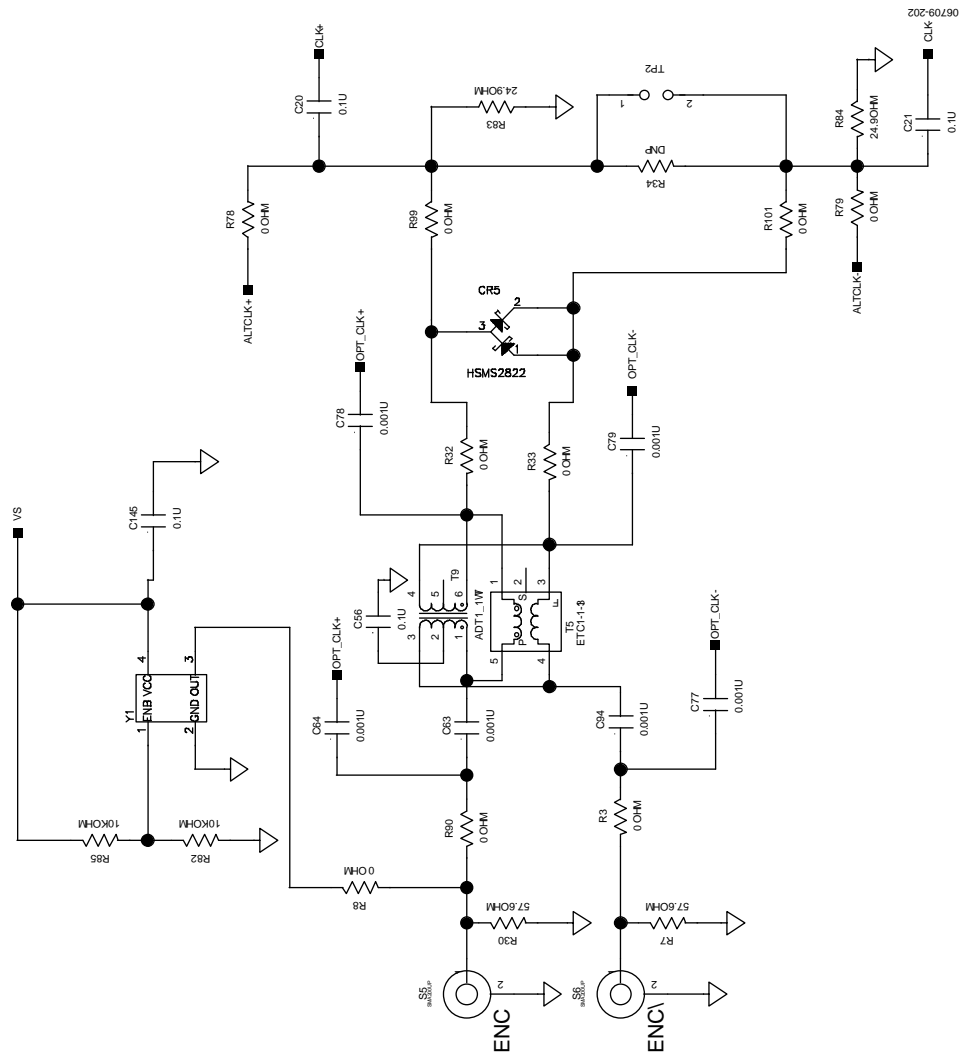 06709-202
CLK+
C20
0.1U
R78
0 OHM
ALTCLK+
24.9OHM
R83
TP2
1
2
DNP
R34
R84
24.9OHM
CLK-
C21
0.1U
R99
0 OHM
R101
0 OHM
R79
0 OHM
ALTCLK-
CR5
3
2
1
HSMS2822
OPT_CLK+
C78
0.001U
R32
0 OHM
R33
0 OHM
OPT_CLK-
C79
0.001U
VS
C145
0.1U
Y1
1
ENB
VCC
4
2
GND
OUT
3
10KOHM
R85
10KOHM
R82
C56
0.1U
4
5
6
T9
3
2
1
ADT1_1WT
1
2
3
S
P
F
5
4
T5
ETC1-1-13
OPT_CLK+
C64
0.001U
C63
0.001U
C94
0.001U
OPT_CLK-
C77
0.001U
R90
0 OHM
R3
0 OHM
0 OHM
R8
57.6OHM
R30
57.6OHM
R7
S5
1
2
ENC
S6
1
2
ENC\